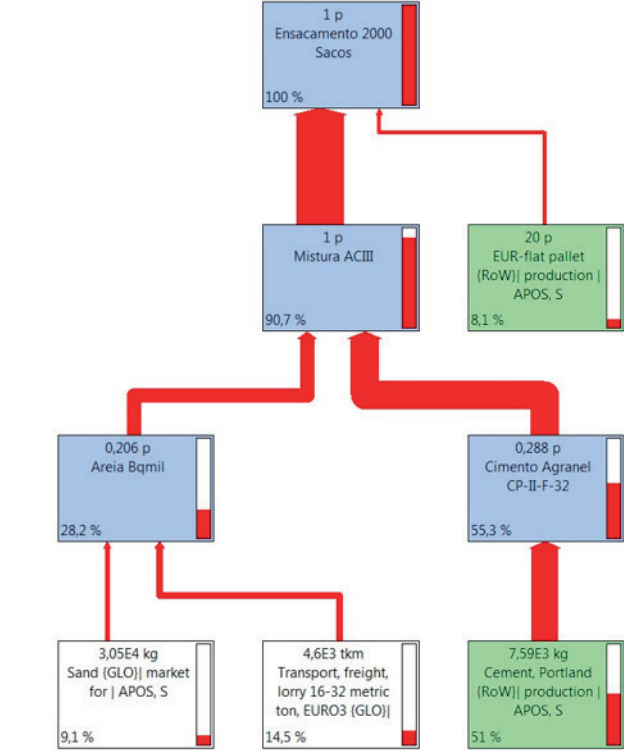 1 p
Ensacamento 2000
Sacos
100 %
1 p
Mistura ACIII
90,7 %
20 p
EUR-flat pallet
{RoW}| production |
APOS, S
8,1 %
0,206 p
Areia Bqmil
28,2 %
0,288 p
Cimento Agranel
CP-II-F-32
55,3 %
3,05E4 kg
Sand {GLO}| market
for | APOS, S
9,1 %
4,6E3 tkm
Transport, freight,
lorry 16-32 metric
ton, EURO3 {GLO}|
14,5 %
7,59E3 kg
Cement, Portland
{RoW}| production |
APOS, S
51 %